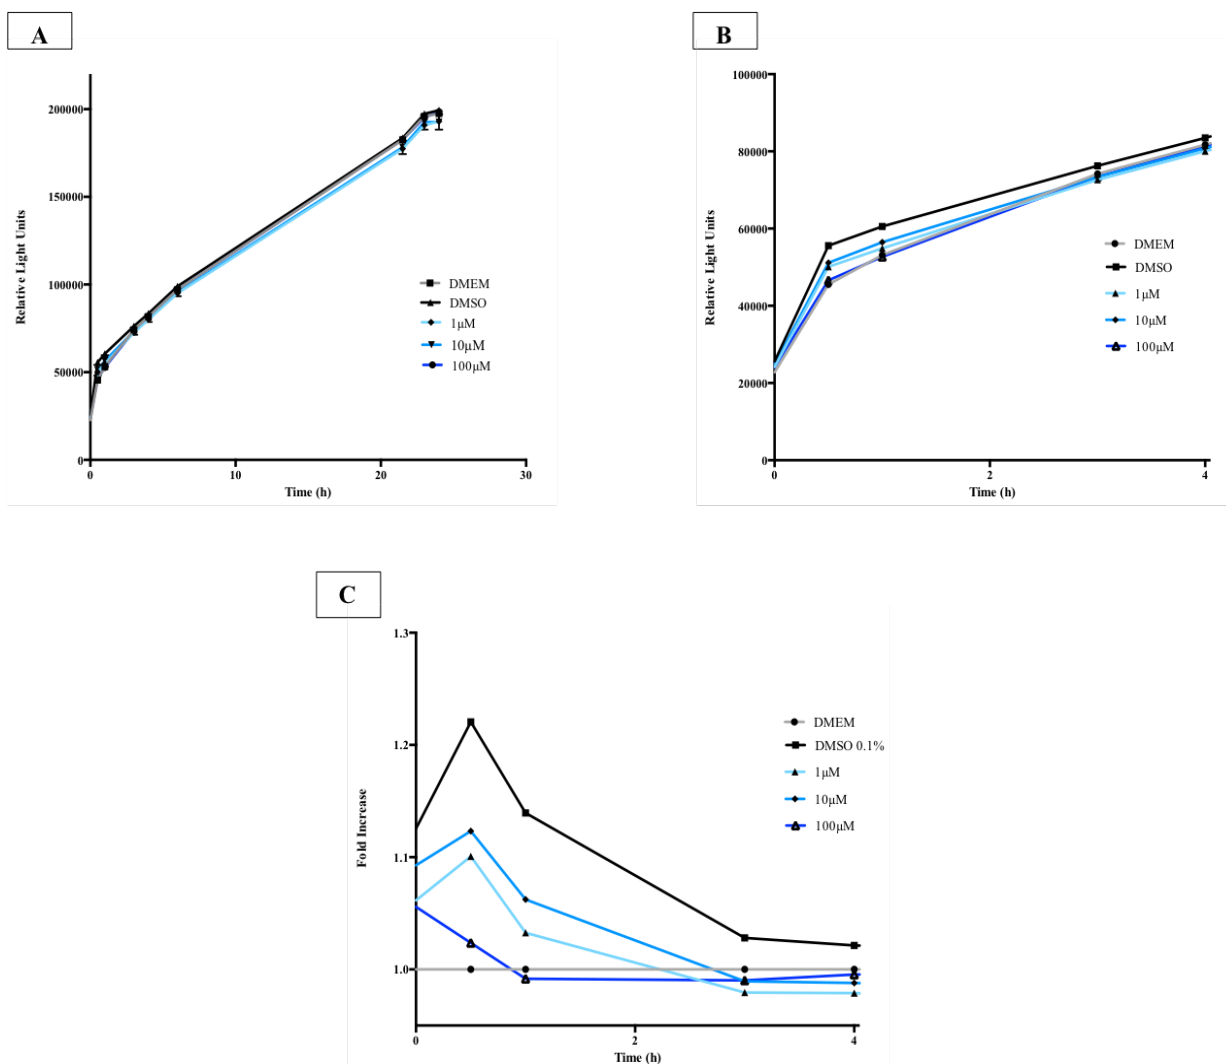 A
Relative Light Units
200000
150000
100000
50000
0
0 10 20 30
Time (h)
DMEM
DMSO
1µM
10µM
100µM
B
Relative Light Units
100000
80000
60000
40000
20000
0
0 2 4
Time (h)
DMEM
DMSO
1µM
10µM
100µM
C
Fold Increase
1.3
1.2
1.1
1.0
0 2 4
Time (h)
DMEM
DMSO 0.1%
1µM
10µM
100µM